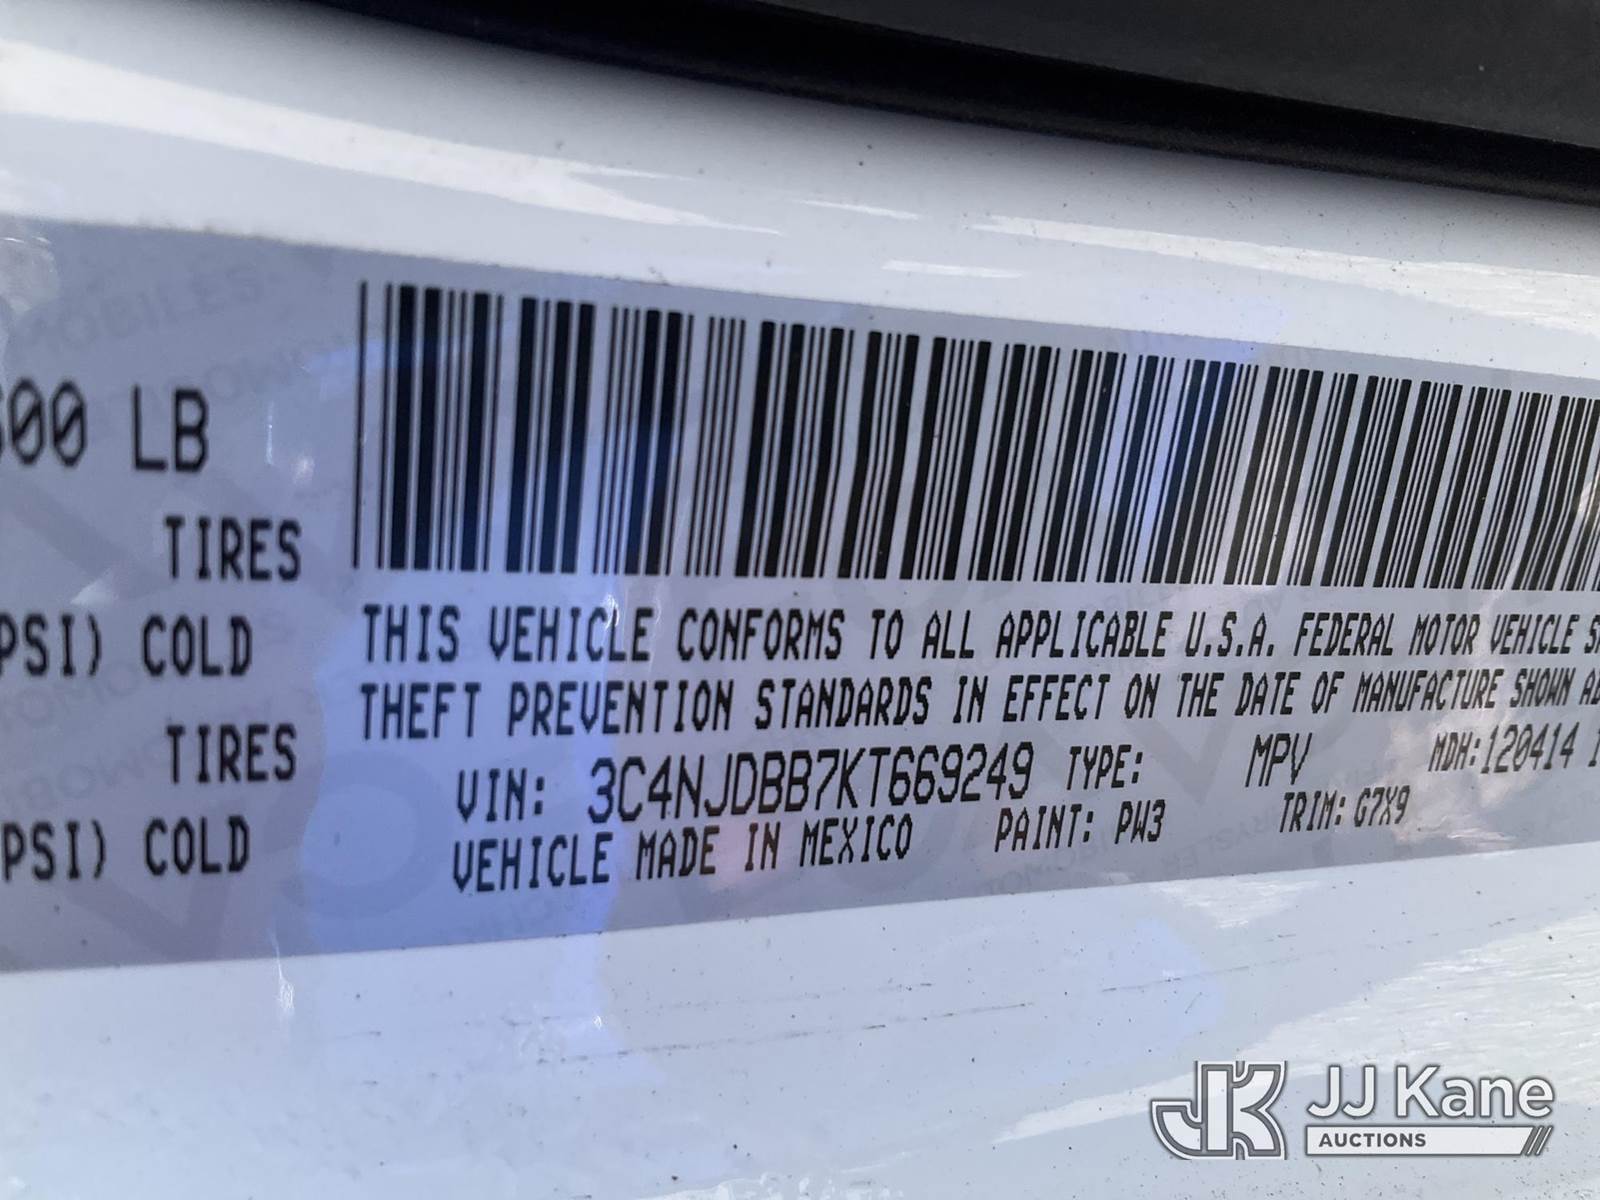 00 LB
TIRES
PSI) COLD
TIRES
PSI) COLD
THIS VEHICLE CONFORMS TO ALL APPLICABLE U.S.A. FEDERAL MOTOR VEHICLE
THEFT PREVENTION STANDARDS IN EFFECT ON THE DATE OF MANUFACTURE SHOWN
VIN: 3C4NJDBB7KT669249 TYPE: MPV MDH:120414
VEHICLE MADE IN MEXICO PAINT: PW3 TRIM: G7X9
JK JJ Kane
AUCTIONS